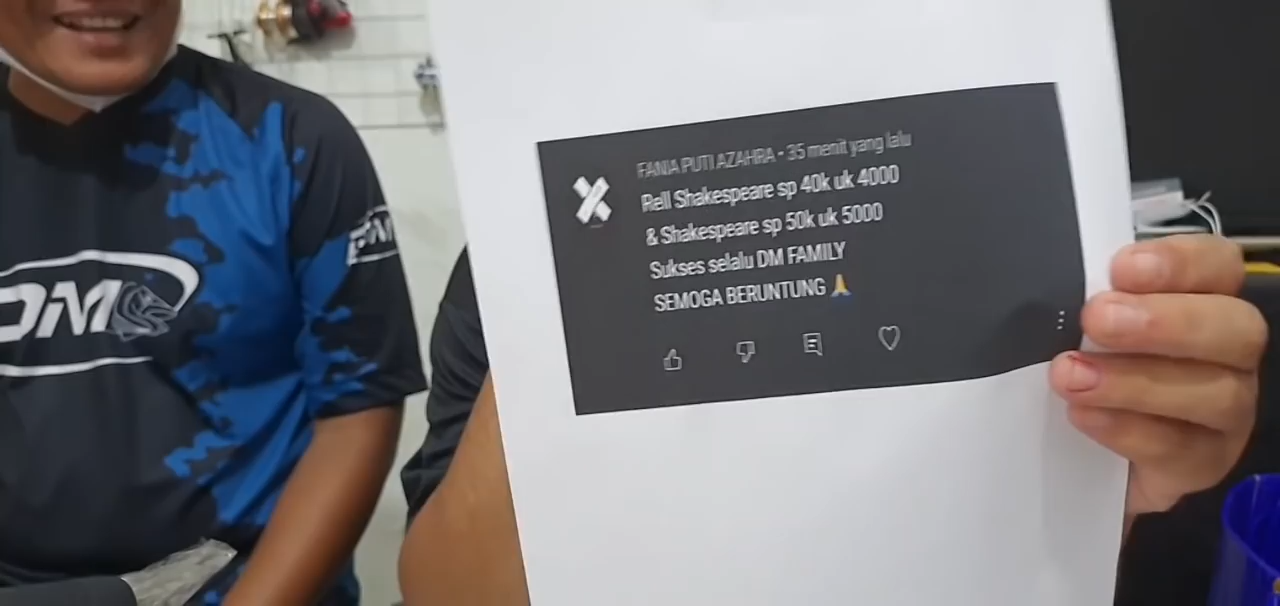 FANIA PUTI AZAHRA • 35 menit yang lalu
Rell Shakespeare sp 40k uk 4000
& Shakespeare sp 50k uk 5000
Sukses selalu DM FAMILY
SEMOGA BERUNTUNG 🙏
DM